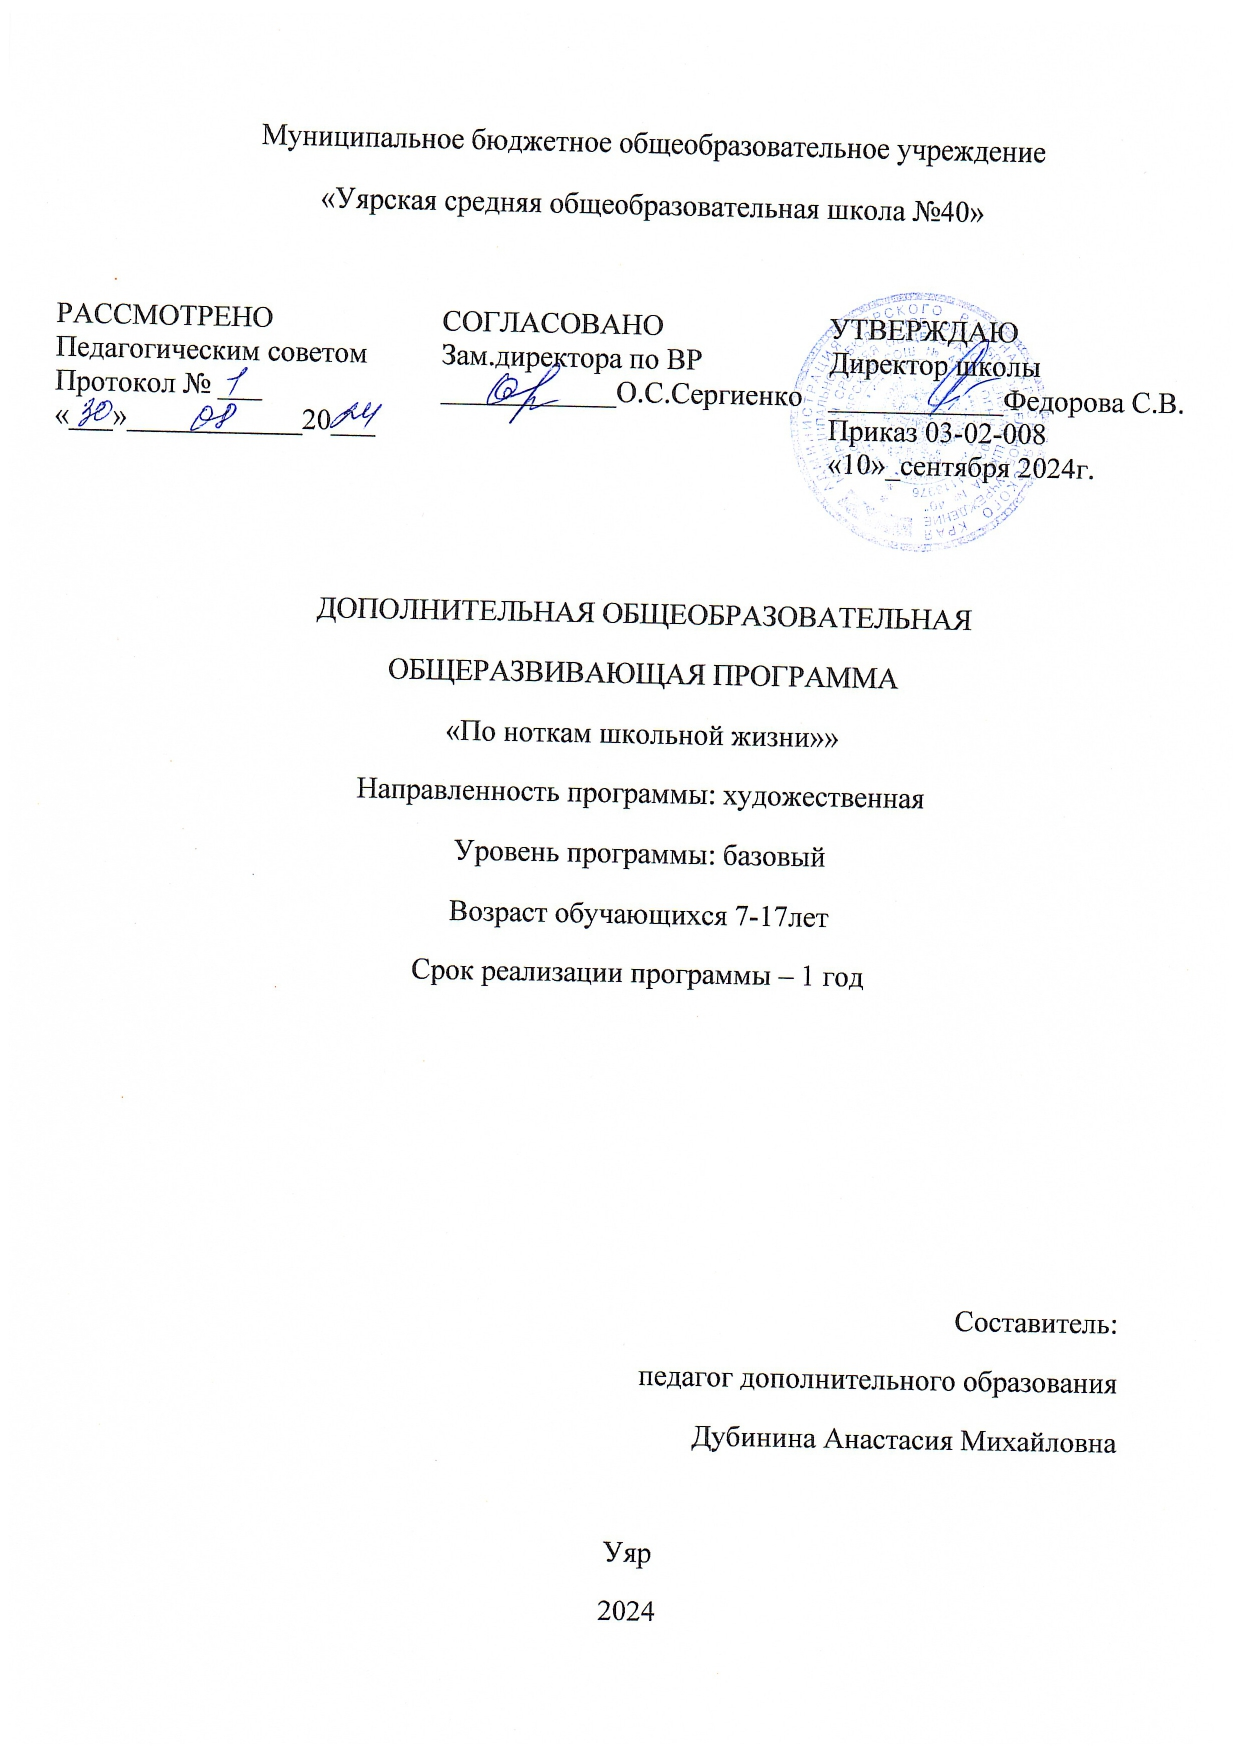 Муниципальное бюджетное общеобразовательное учреждение
«Уярская средняя общеобразовательная школа №40»
РАССМОТРЕНО
Педагогическим советом
Протокол № 1
«30» 08 2024
СОГЛАСОВАНО
Зам.директора по ВР
О.С.Сергиенко
УТВЕРЖДАЮ
Директор школы
Федорова С.В.
Приказ 03-02-008
«10»_сентября 2024г.
ДОПОЛНИТЕЛЬНАЯ ОБЩЕОБРАЗОВАТЕЛЬНАЯ
ОБЩЕРАЗВИВАЮЩАЯ ПРОГРАММА
«По ноткам школьной жизни»»
Направленность программы: художественная
Уровень программы: базовый
Возраст обучающихся 7-17лет
Срок реализации программы – 1 год
Составитель:
педагог дополнительного образования
Дубинина Анастасия Михайловна
Уяр
2024